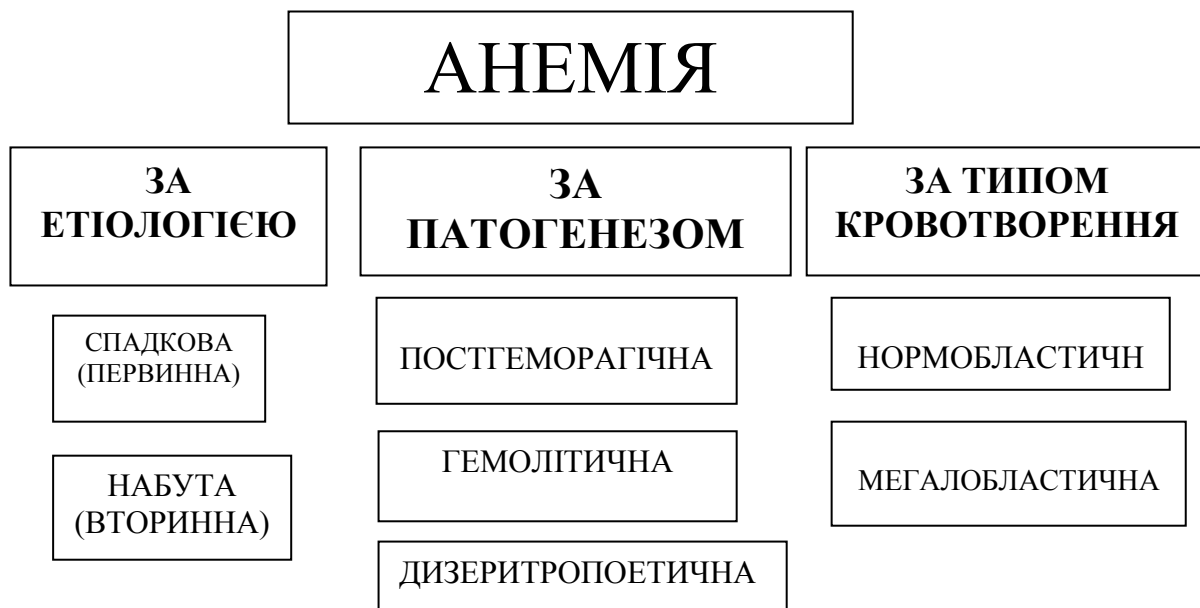 АНЕМІЯ
ЗА
ЕТІОЛОГІЄЮ
СПАДКОВА
(ПЕРВИННА)
НАБУТА
(ВТОРИННА)
ЗА
ПАТОГЕНЕЗОМ
ПОСТГЕМОРАГІЧНА
ГЕМОЛІТИЧНА
ДИЗЕРИТРОПОЕТИЧНА
ЗА ТИПОМ
КРОВОТВОРЕННЯ
НОРМОБЛАСТИЧН
МЕГАЛОБЛАСТИЧНА